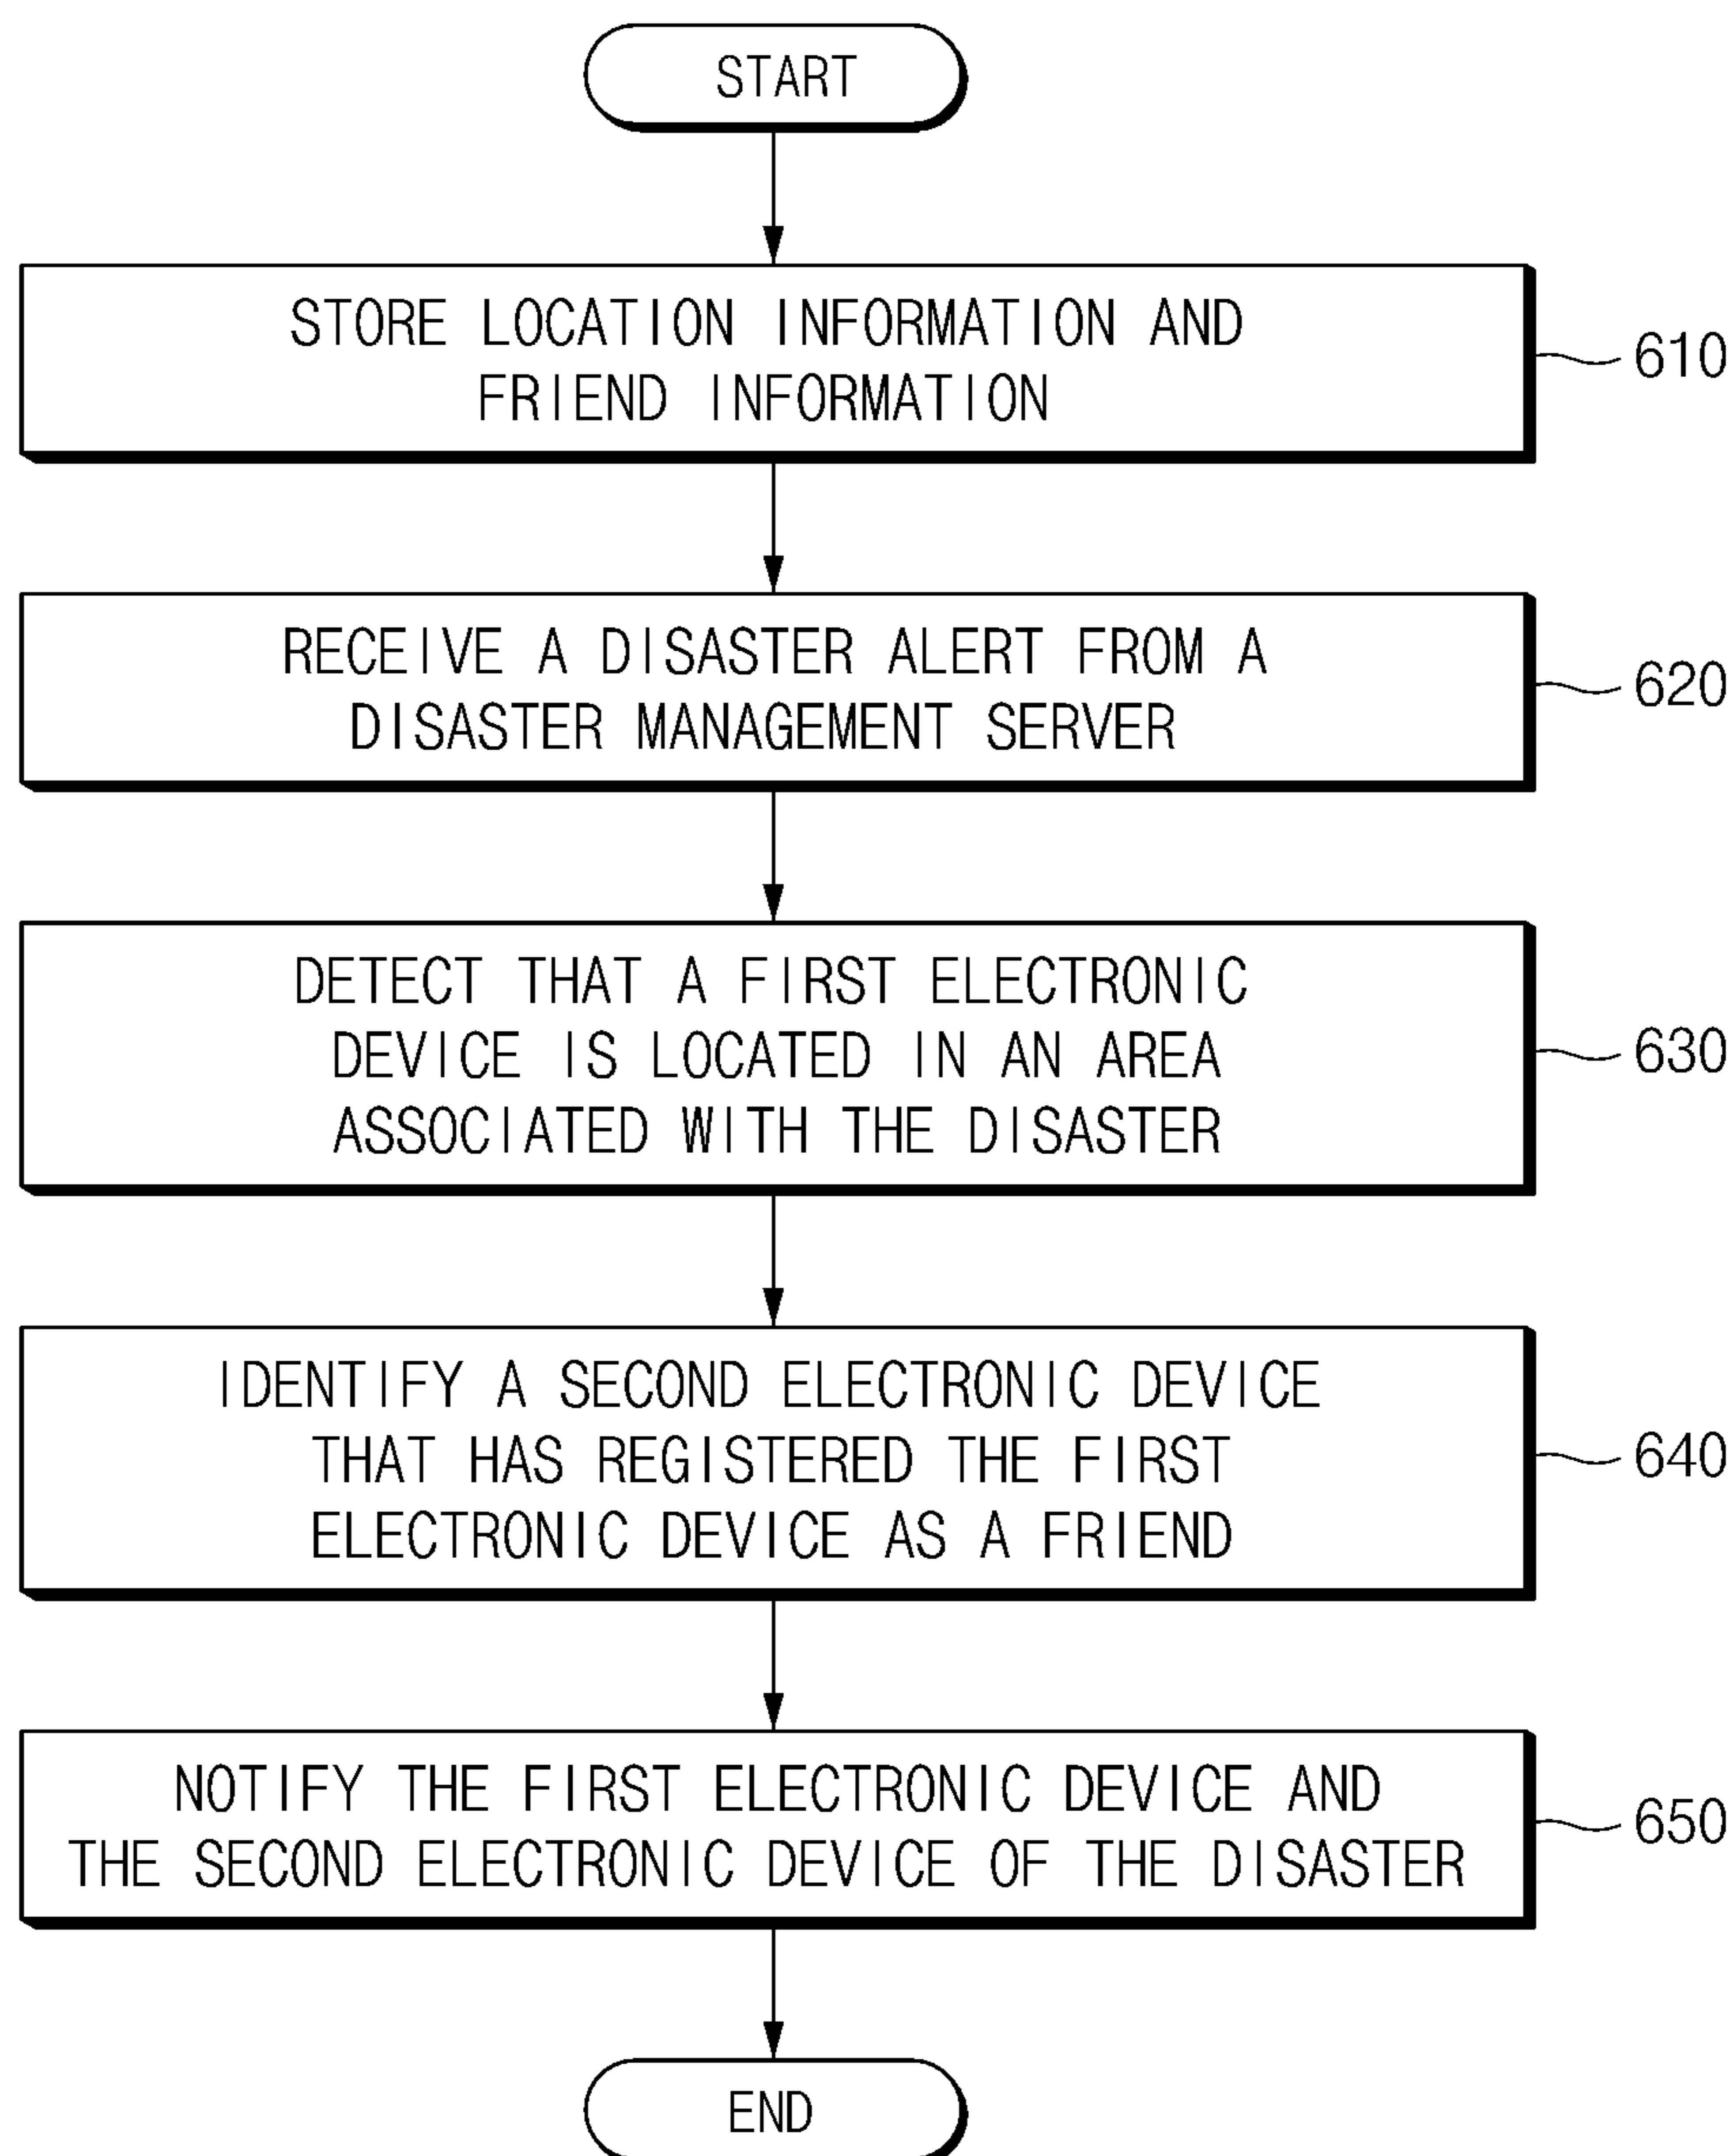 START
STORE LOCATION INFORMATION AND
FRIEND INFORMATION
610
RECEIVE A DISASTER ALERT FROM A
DISASTER MANAGEMENT SERVER
620
DETECT THAT A FIRST ELECTRONIC
DEVICE IS LOCATED IN AN AREA
ASSOCIATED WITH THE DISASTER
630
IDENTIFY A SECOND ELECTRONIC DEVICE
THAT HAS REGISTERED THE FIRST
ELECTRONIC DEVICE AS A FRIEND
640
NOTIFY THE FIRST ELECTRONIC DEVICE AND
THE SECOND ELECTRONIC DEVICE OF THE DISASTER
650
END